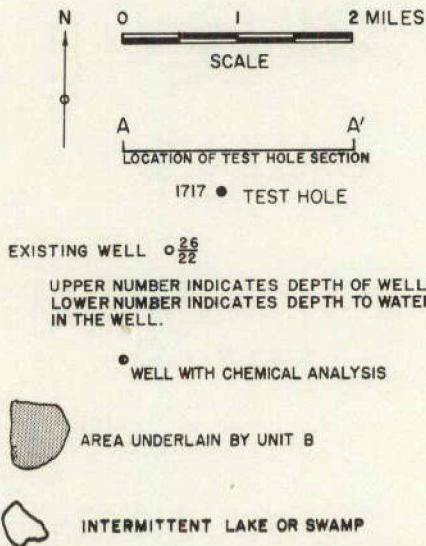 N 0 1 2 MILES
SCALE
A A'
LOCATION OF TEST HOLE SECTION
1717 TEST HOLE
EXISTING WELL 26
22
UPPER NUMBER INDICATES DEPTH OF WELL
LOWER NUMBER INDICATES DEPTH TO WATER
IN THE WELL.
WELL WITH CHEMICAL ANALYSIS
AREA UNDERLAIN BY UNIT B
INTERMITTENT LAKE OR SWAMP